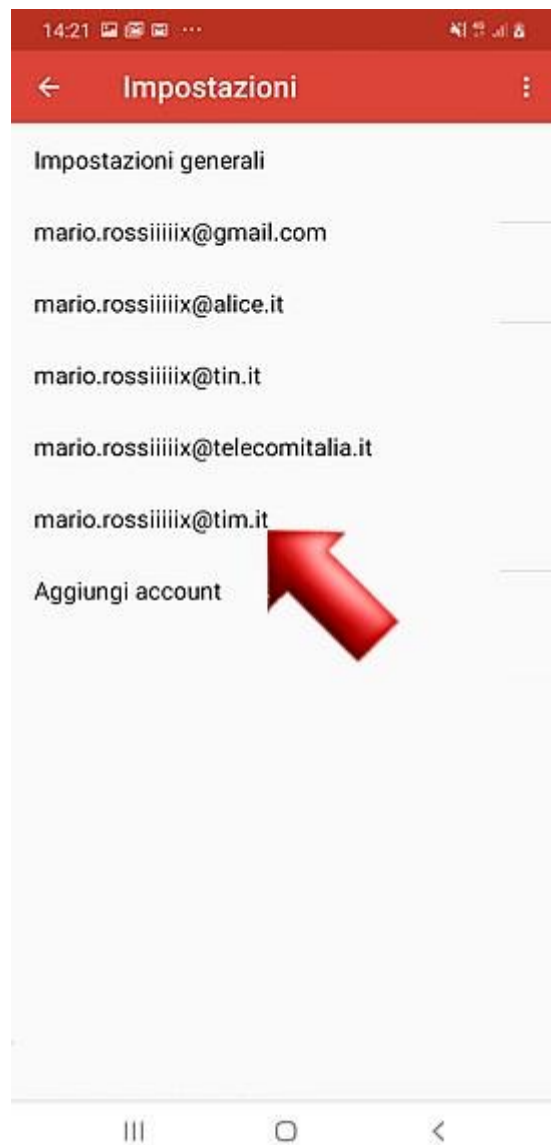 14:21
Impostazioni
Impostazioni generali
mario.rossiiiiix@gmail.com
mario.rossiiiiix@alice.it
mario.rossiiiiix@tin.it
mario.rossiiiiix@telecomitalia.it
mario.rossiiiiix@tim.it
Aggiungi account